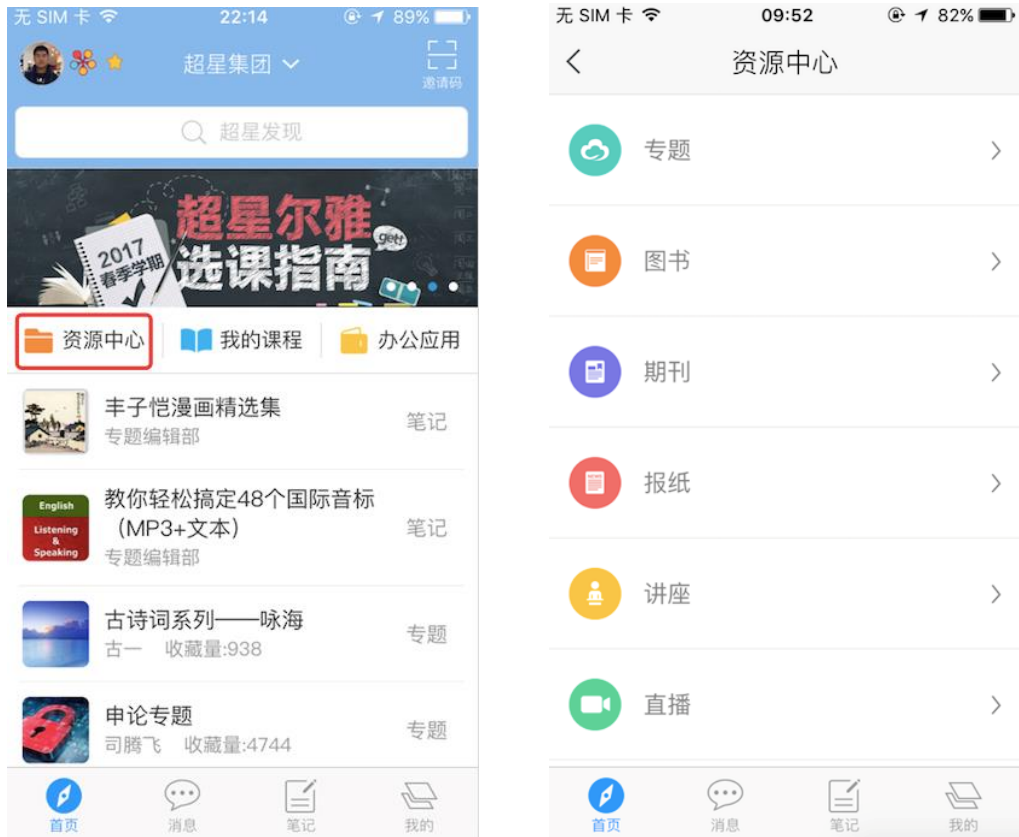 无 SIM 卡
22:14
89%
超星集团
邀请码
超星发现
超星尔雅
选课指南
2017
春季学期
get!
资源中心
我的课程
办公应用
丰子恺漫画精选集
专题编辑部
笔记
English
Listening
&
Speaking
教你轻松搞定48个国际音标
（MP3+文本）
专题编辑部
笔记
古诗词系列——咏海
古一 收藏量:938
专题
申论专题
司腾飞 收藏量:4744
专题
首页
消息
笔记
我的
无 SIM 卡
09:52
82%
资源中心
专题
图书
期刊
报纸
讲座
直播
首页
消息
笔记
我的